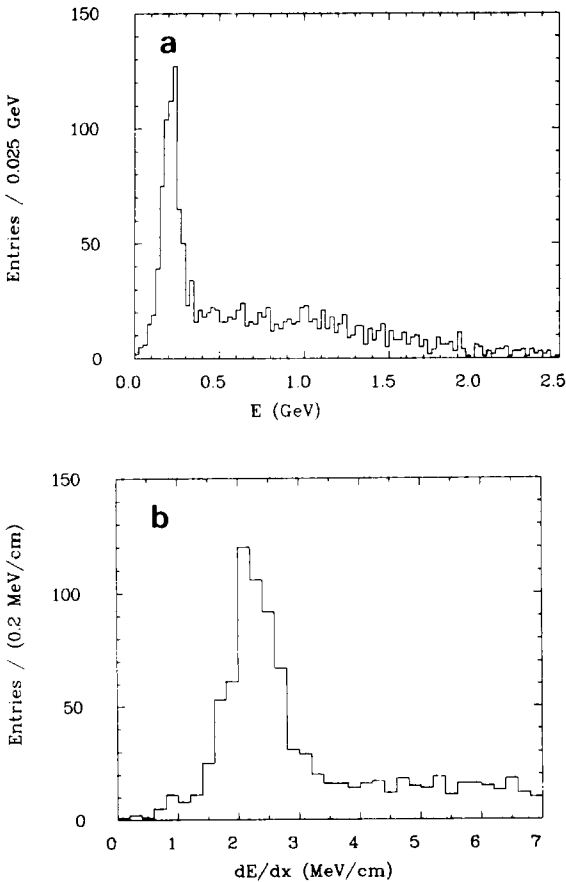 150
a
100
50
0
Entries / 0.025 GeV
0.0 0.5 1.0 1.5 2.0 2.5
E (GeV)
150
b
100
50
0
Entries / (0.2 MeV/cm)
0 1 2 3 4 5 6 7
dE/dx (MeV/cm)